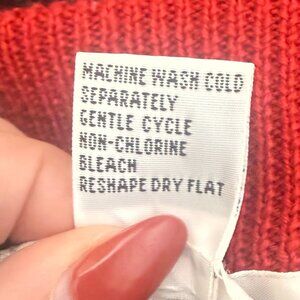 MACHINE WASH COLD
SEPARATELY
GENTLE CYCLE
NON-CHLORINE
BLEACH
RESHAPE DRY FLAT